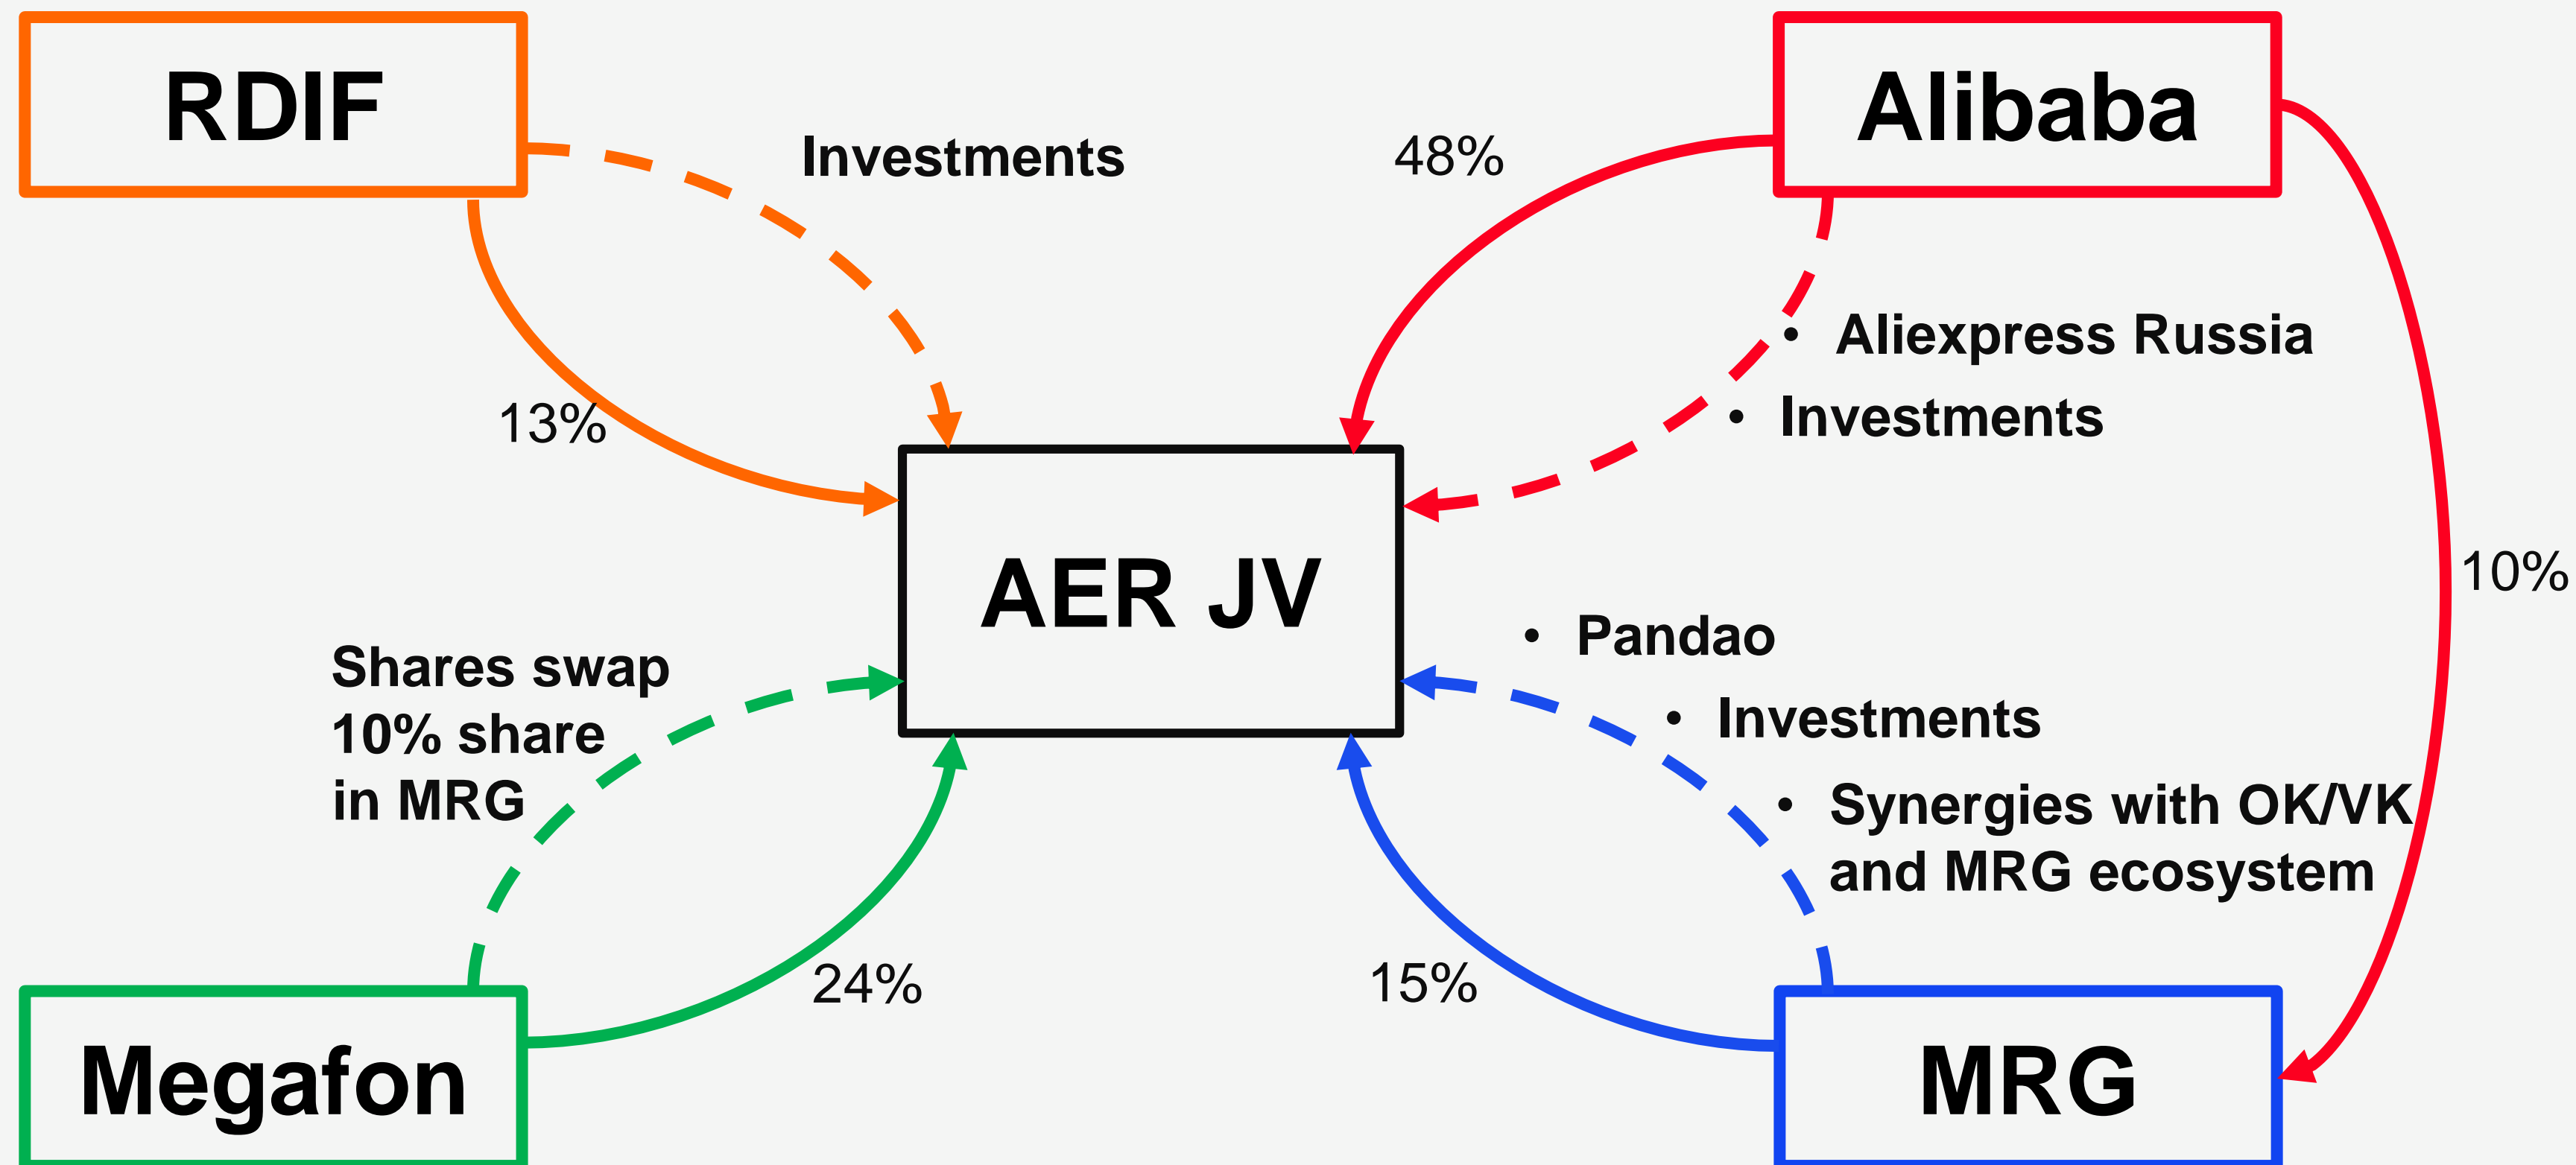 RDIF
Alibaba
Investments
48%
• Aliexpress Russia
• Investments
13%
10%
AER JV
• Pandao
• Investments
• Synergies with OK/VK
and MRG ecosystem
Shares swap
10% share
in MRG
24%
15%
Megafon
MRG